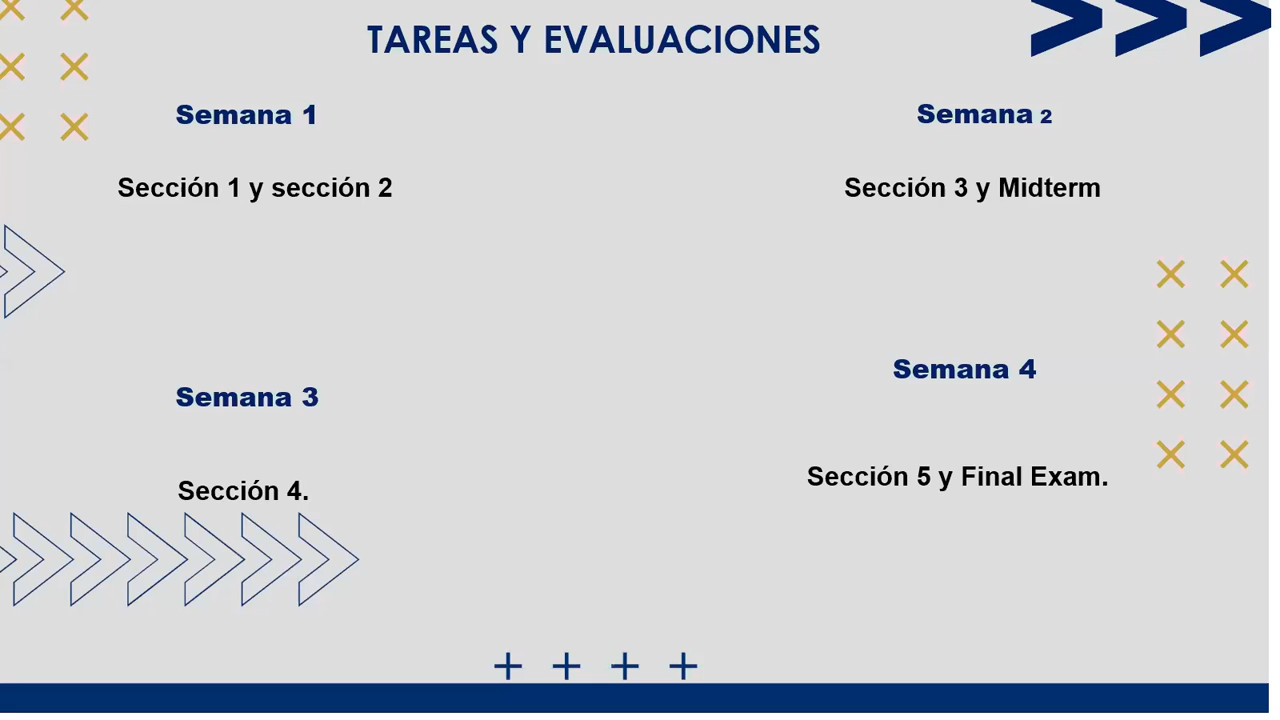 TAREAS Y EVALUACIONES
Semana 1
Sección 1 y sección 2
Semana 2
Sección 3 y Midterm
Semana 3
Sección 4.
Semana 4
Sección 5 y Final Exam.